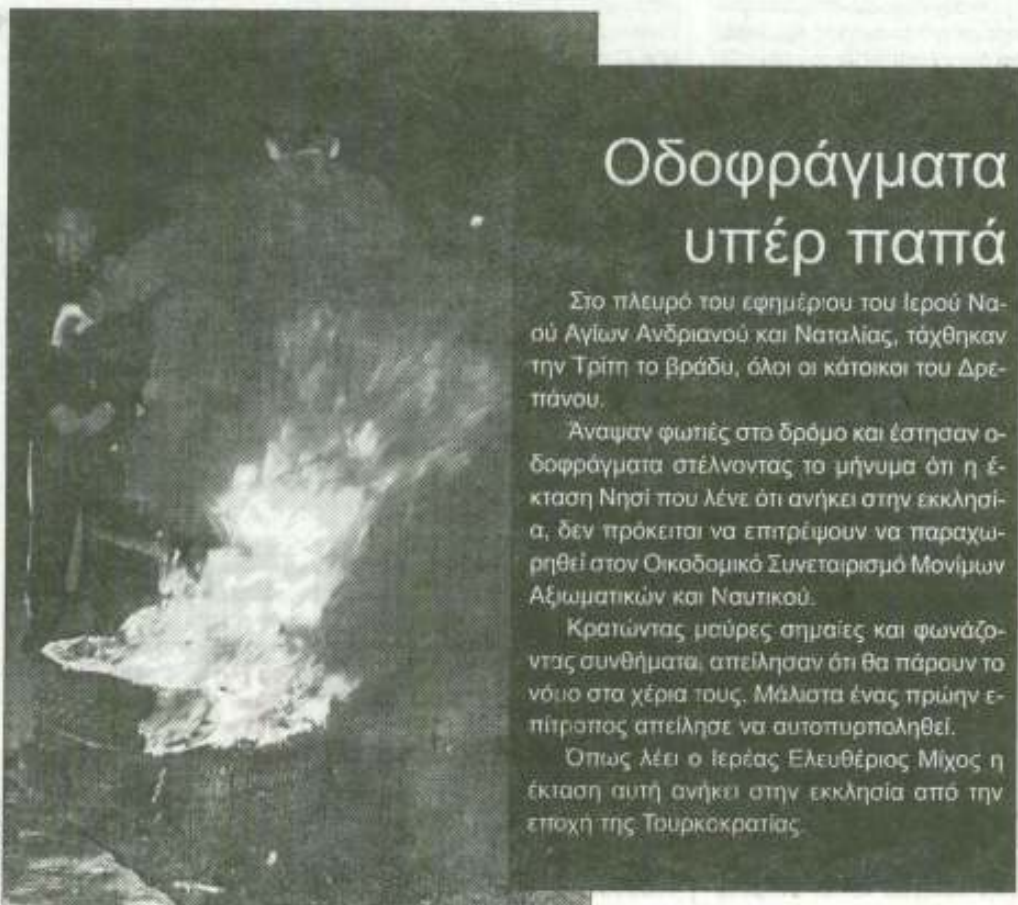 Οδοφράγματα
υπέρ παπά
Στο πλευρό του εφημέριου του Ιερού Να-
ού Αγίων Ανδριανού και Ναταλίας, τάχθηκαν
την Τρίτη το βράδυ, όλοι οι κάτοικοι του Δρε-
πάνου.
Άναψαν φωτιές στο δρόμο και έστησαν ο-
δοφράγματα στέλνοντας το μήνυμα ότι η έ-
κταση Νησί που λένε ότι ανήκει στην εκκλησί-
α, δεν πρόκειται να επιτρέψουν να παραχω-
ρηθεί στον Οικοδομικό Συνεταιρισμό Μονίμων
Αξιωματικών και Ναυτικού.
Κρατώντας μαύρες σημαίες και φωνάζο-
ντας συνθήματα, απείλησαν ότι θα πάρουν το
νόμο στα χέρια τους. Μάλιστα ένας πρώην ε-
πίτροπος απείλησε να αυτοπυρποληθεί.
Όπως λέει ο Ιερέας Ελευθέριος Μίχος η
έκταση αυτή ανήκει στην εκκλησία από την
εποχή της Τουρκοκρατίας.